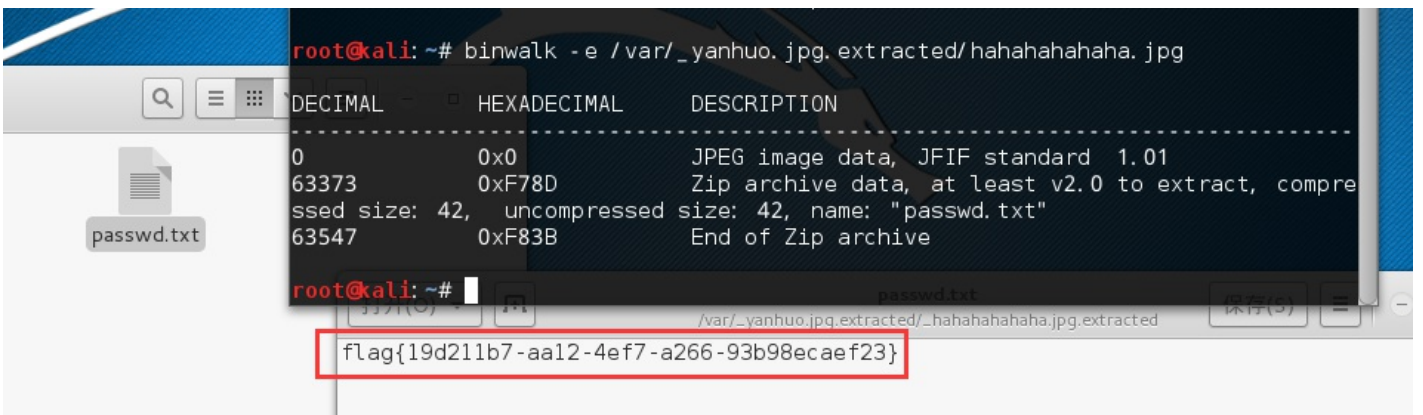 root@kali:~# binwalk -e /var/_yanhuo.jpg.extracted/hahahahahaha.jpg
DECIMAL HEXADECIMAL DESCRIPTION
--------------------------------------------------------------------------------
0 0x0 JPEG image data, JFIF standard 1.01
63373 0xF78D Zip archive data, at least v2.0 to extract, compre
ssed size: 42, uncompressed size: 42, name: "passwd.txt"
63547 0xF83B End of Zip archive
root@kali:~#
passwd.txt
打开(O)
passwd.txt
保存(S)
/var/_yanhuo.jpg.extracted/_hahahahahaha.jpg.extracted
flag{19d211b7-aa12-4ef7-a266-93b98ecaef23}